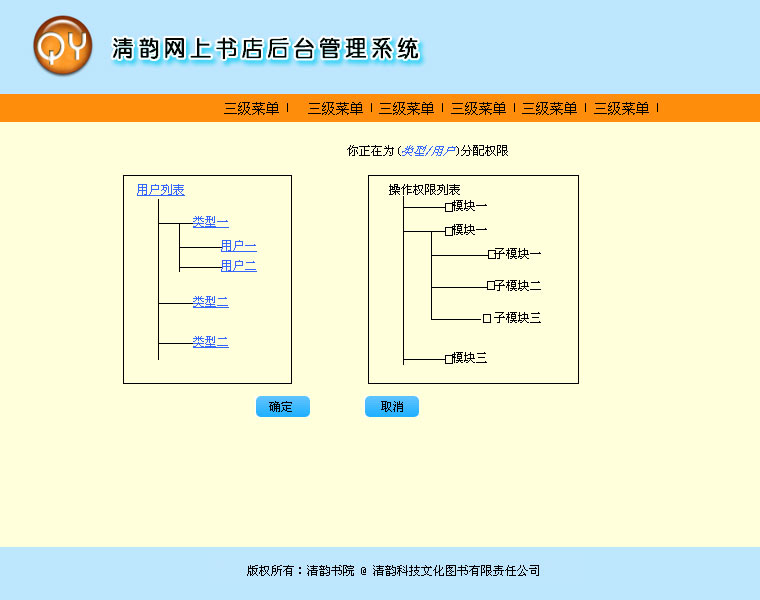 QY 清韵网上书店后台管理系统
三级菜单 | 三级菜单 | 三级菜单 | 三级菜单 | 三级菜单 | 三级菜单 |
你正在为(类型/用户)分配权限
用户列表
类型一
用户一
用户二
类型二
类型二
操作权限列表
模块一
模块一
子模块一
子模块二
子模块三
模块三
确定 取消
版权所有：清韵书院 @ 清韵科技文化图书有限责任公司